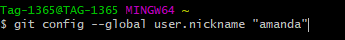 Tag-1365@TAG-1365 MINGW64 ~
$ git config --global user.nickname "amanda"